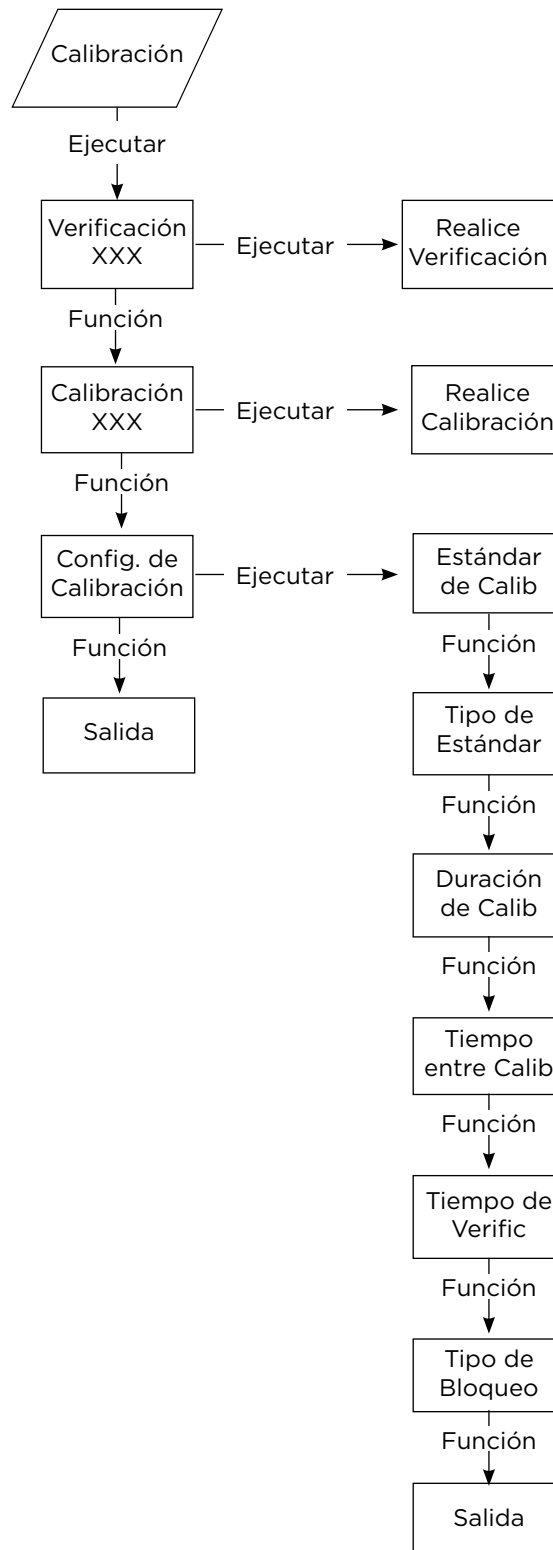 Calibración
Ejecutar
Verificación
XXX
Ejecutar
Realice
Verificación
Función
Calibración
XXX
Ejecutar
Realice
Calibración
Función
Config. de
Calibración
Ejecutar
Estándar
de Calib
Función
Salida
Función
Tipo de
Estándar
Función
Duración
de Calib
Función
Tiempo
entre Calib
Función
Tiempo de
Verific
Función
Tipo de
Bloqueo
Función
Salida